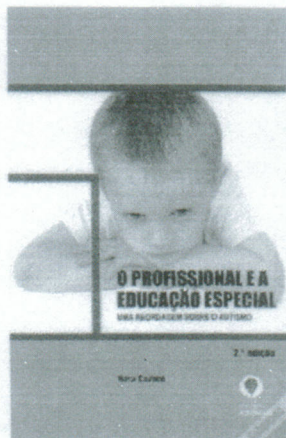 O PROFISSIONAL E A
EDUCAÇÃO ESPECIAL
UMA ABORDAGEM SOBRE O AUTISMO
2.ª edição